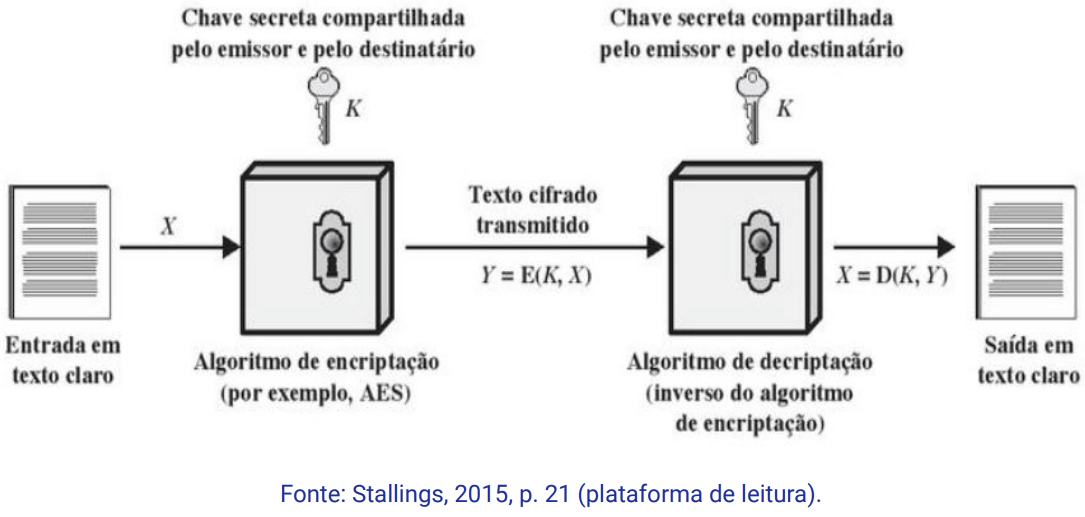 Chave secreta compartilhada
pelo emissor e pelo destinatário
K
Chave secreta compartilhada
pelo emissor e pelo destinatário
K
X
Texto cifrado
transmitido
Y = E(K, X)
X = D(K, Y)
Entrada em
texto claro
Algoritmo de encriptação
(por exemplo, AES)
Algoritmo de decriptação
(inverso do algoritmo
de encriptação)
Saída em
texto claro
Fonte: Stallings, 2015, p. 21 (plataforma de leitura).